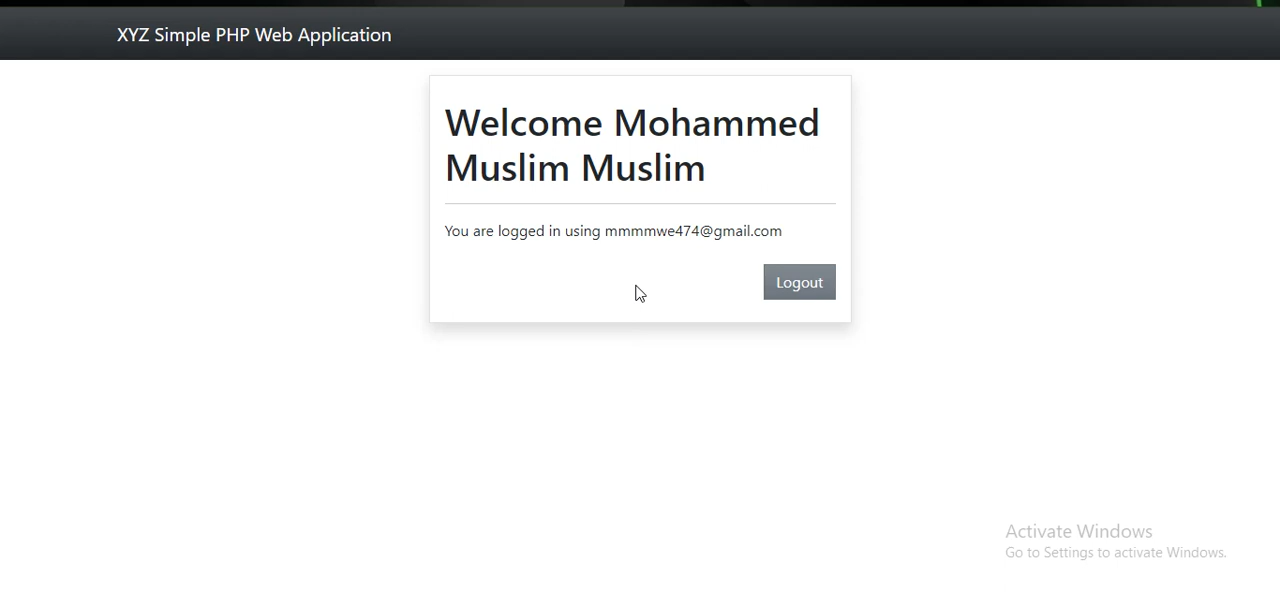 XYZ Simple PHP Web Application
Welcome Mohammed
Muslim Muslim
You are logged in using mmmmwe474@gmail.com
Logout
Activate Windows
Go to Settings to activate Windows.